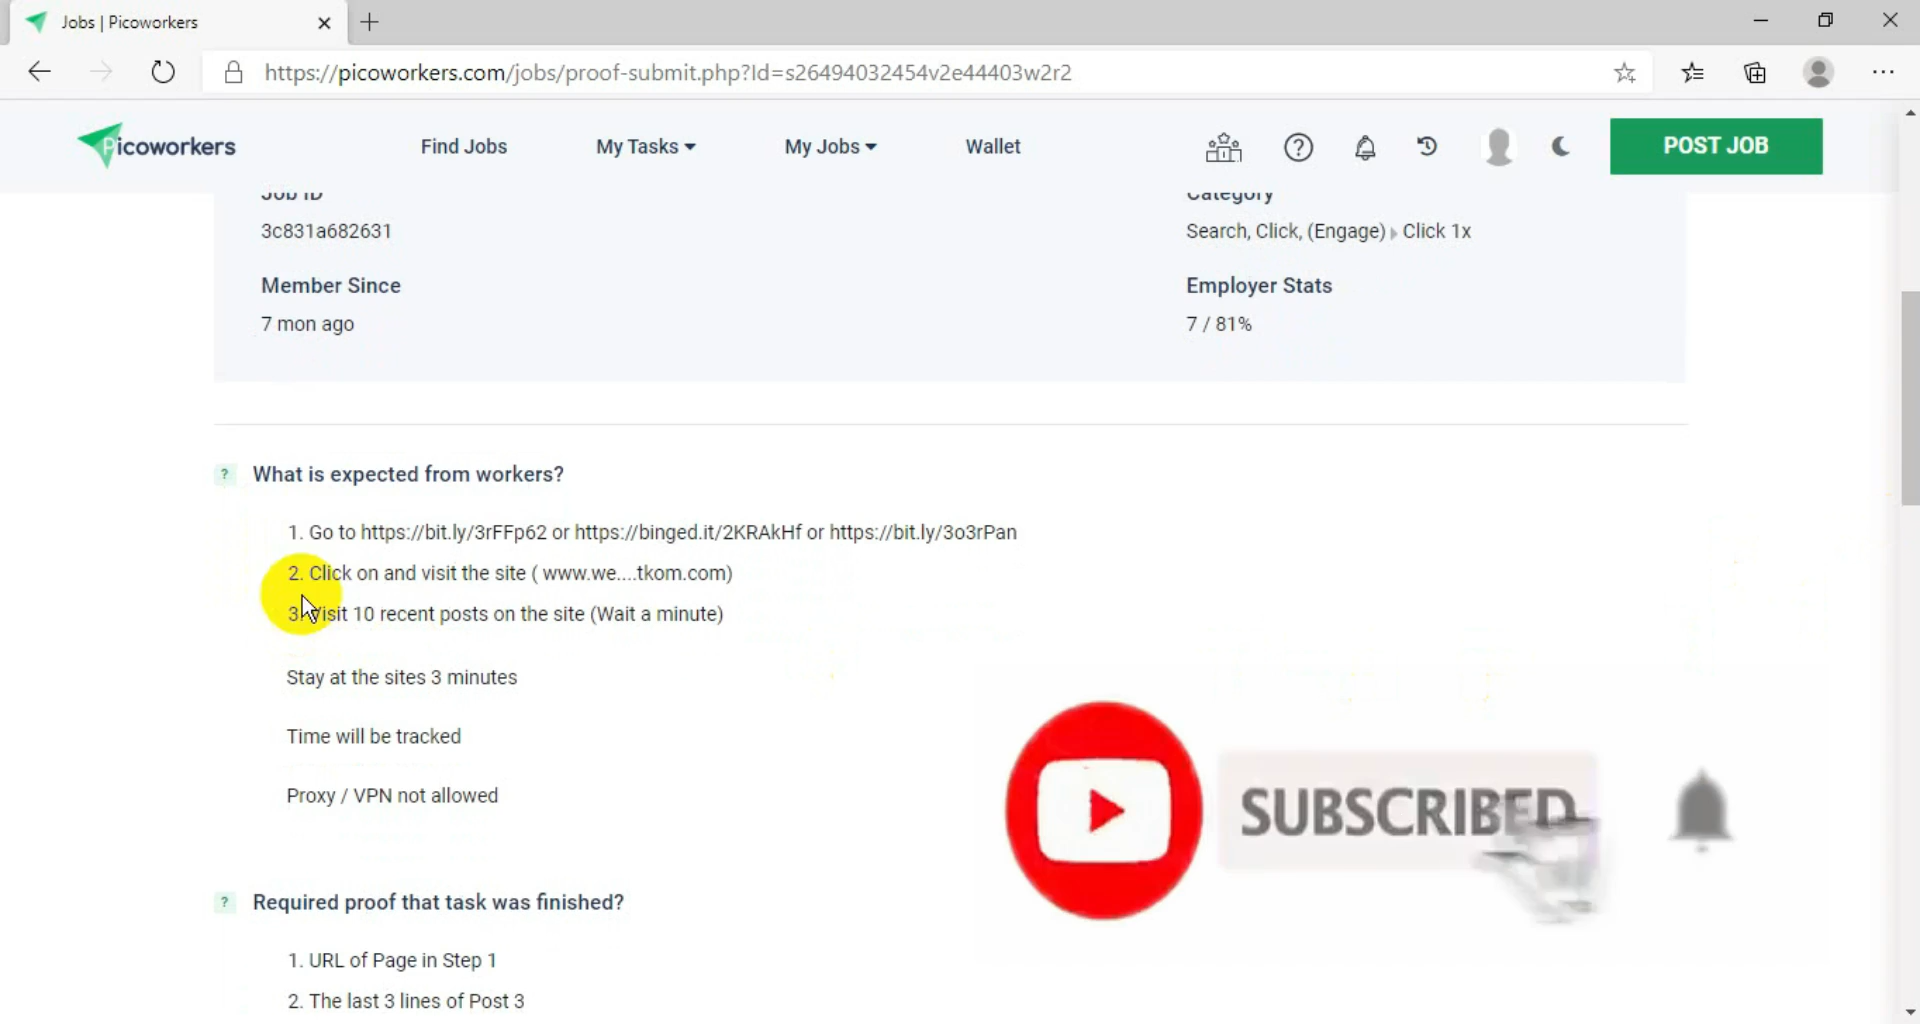 Jobs | Picoworkers
https://picoworkers.com/jobs/proof-submit.php?Id=s26494032454v2e44403w2r2
Picoworkers
Find Jobs
My Tasks
My Jobs
Wallet
POST JOB
Job ID
Category
3c831a682631
Search, Click, (Engage) Click 1x
Member Since
Employer Stats
7 mon ago
7 / 81%
? What is expected from workers?
1. Go to https://bit.ly/3rFFp62 or https://binged.it/2KRAkHf or https://bit.ly/3o3rPan
2. Click on and visit the site ( www.we....tkom.com)
3. Visit 10 recent posts on the site (Wait a minute)
Stay at the sites 3 minutes
Time will be tracked
Proxy / VPN not allowed
SUBSCRIBED
? Required proof that task was finished?
1. URL of Page in Step 1
2. The last 3 lines of Post 3